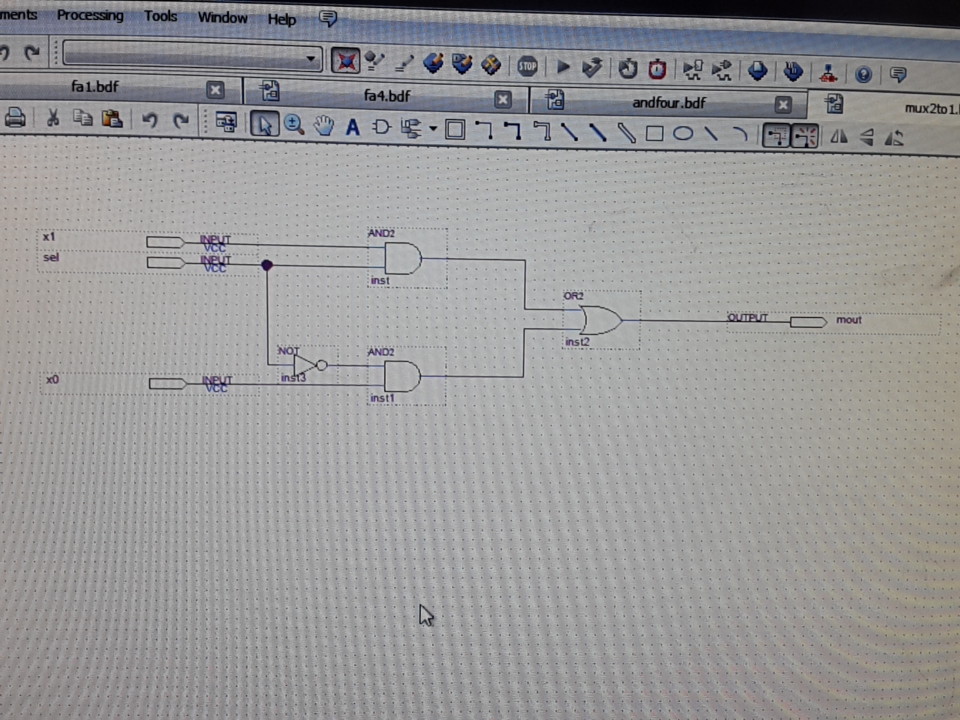 ments Processing Tools Window Help
STOP
fa1.bdf fa4.bdf andfour.bdf mux2to1.b
A
x1 INPUT VCC AND2
sel INPUT VCC
inst
OR2
OUTPUT mout
inst2
NOT AND2
inst3
x0 INPUT VCC
inst1